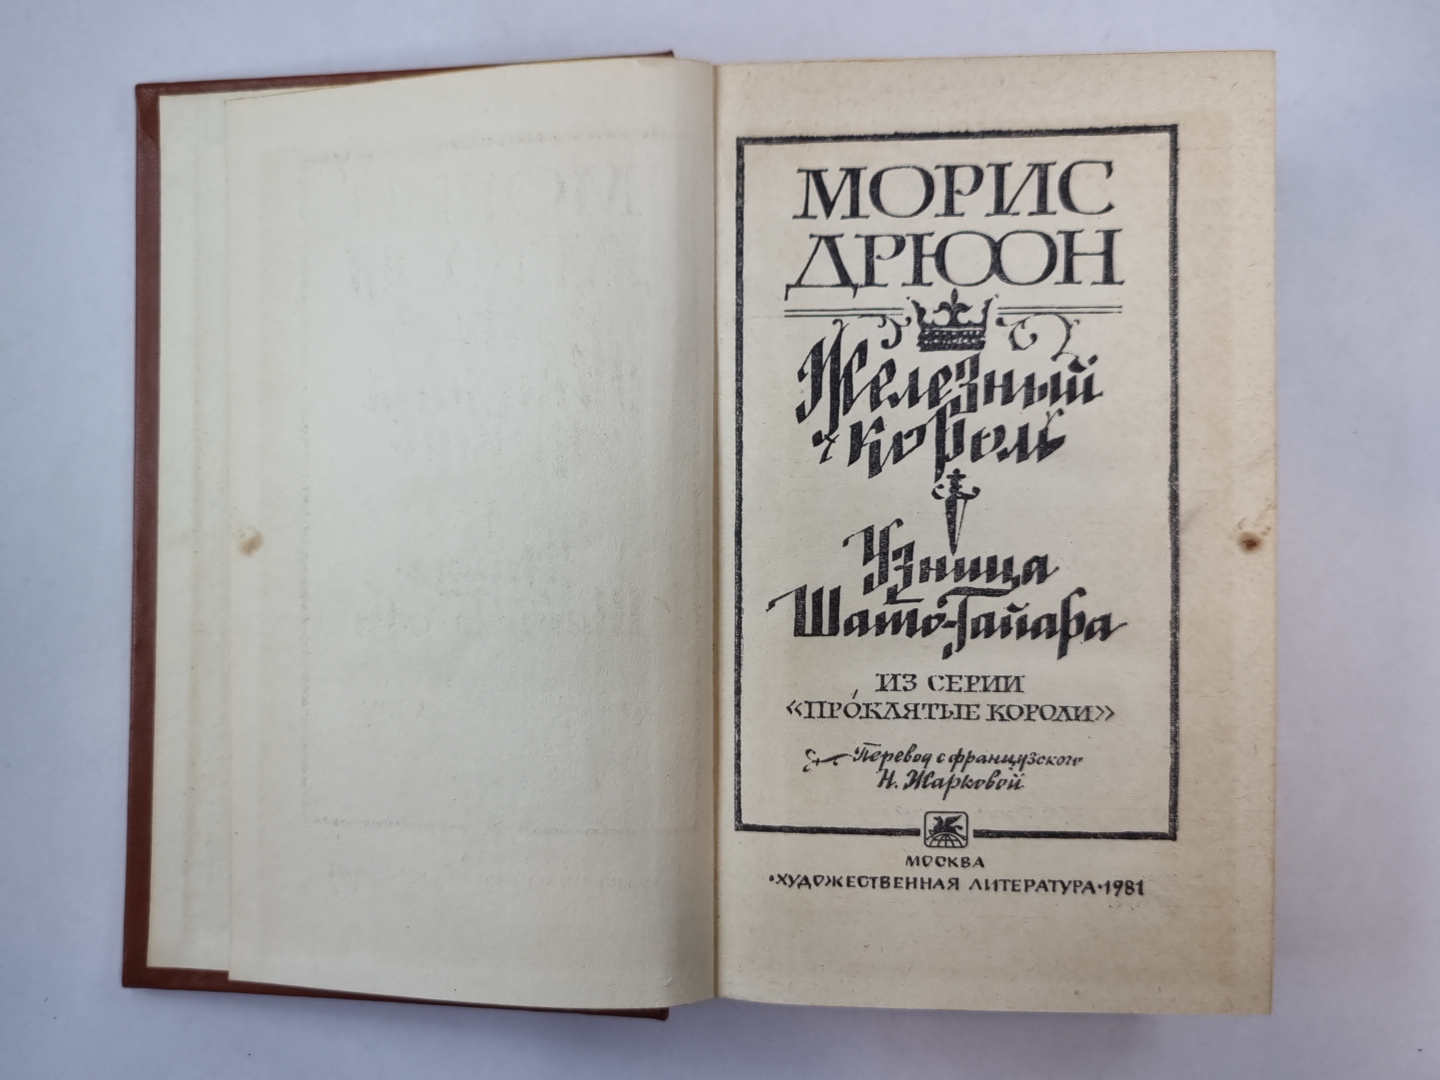 МОРИС
ДРЮОН
Железный
король
Узница
Шато-Гайара
ИЗ СЕРИИ
«ПРОКЛЯТЫЕ КОРОЛИ»
Перевод с французского
Н. Жарковой
МОСКВА
•ХУДОЖЕСТВЕННАЯ ЛИТЕРАТУРА•1981